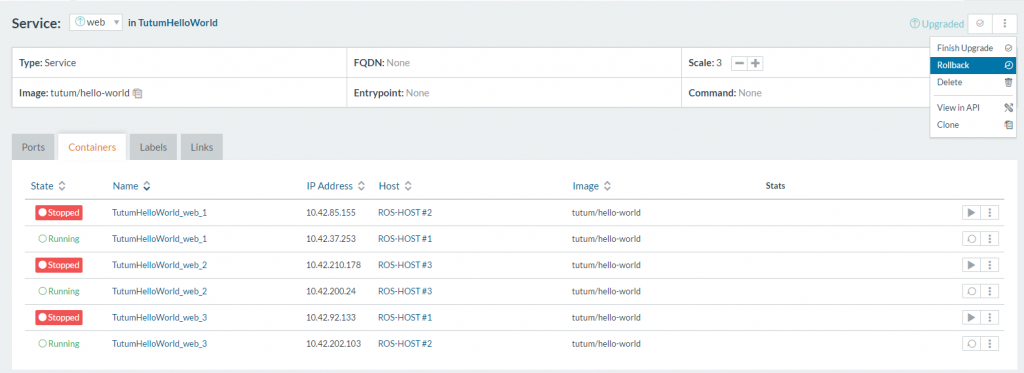 Service: web in TutumHelloWorld Upgraded
Finish Upgrade
Rollback
Delete
View in API
Clone
Type: Service FQDN: None Scale: 3
Image: tutum/hello-world Entrypoint: None Command: None
Ports Containers Labels Links
State Name IP Address Host Image Stats
Stopped TutumHelloWorld_web_1 10.42.85.155 ROS-HOST #2 tutum/hello-world
Running TutumHelloWorld_web_1 10.42.37.253 ROS-HOST #1 tutum/hello-world
Stopped TutumHelloWorld_web_2 10.42.210.178 ROS-HOST #3 tutum/hello-world
Running TutumHelloWorld_web_2 10.42.200.24 ROS-HOST #3 tutum/hello-world
Stopped TutumHelloWorld_web_3 10.42.92.133 ROS-HOST #1 tutum/hello-world
Running TutumHelloWorld_web_3 10.42.202.103 ROS-HOST #2 tutum/hello-world